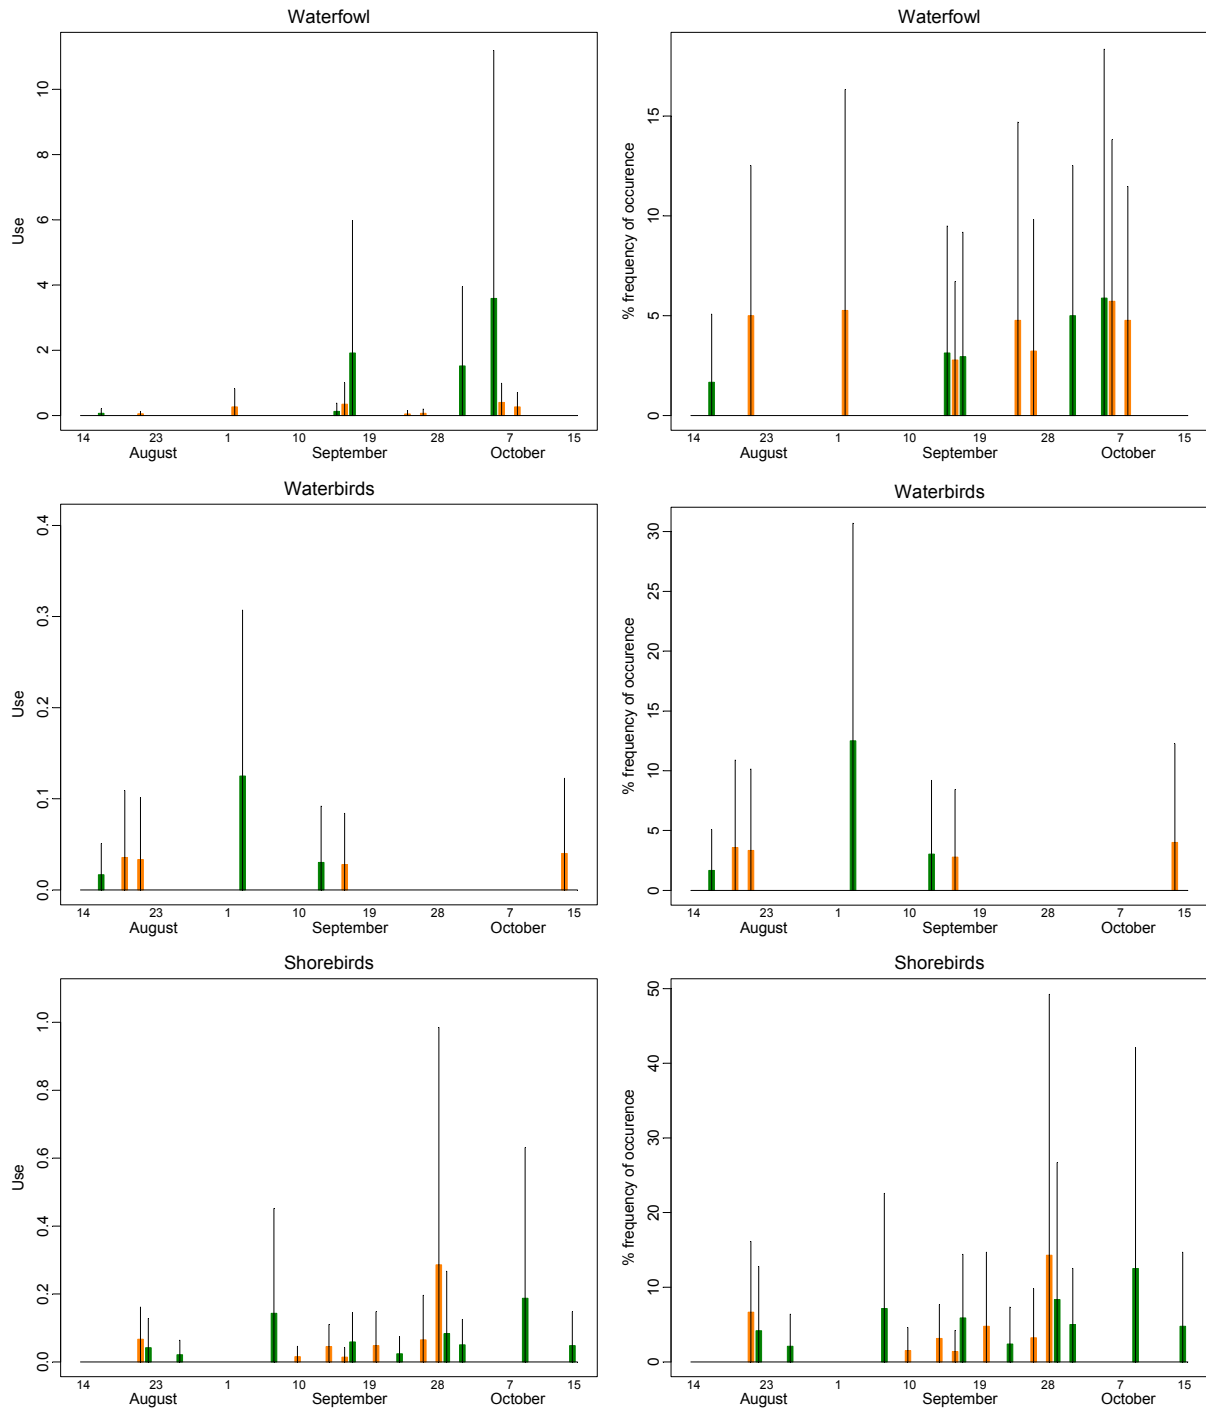 Waterfowl
Use
0 2 4 6 8 10
14 23 1 10 19 28 7 15
August September October
Waterfowl
% frequency of occurence
0 5 10 15
14 23 1 10 19 28 7 15
August September October
Waterbirds
Use
0.0 0.1 0.2 0.3 0.4
14 23 1 10 19 28 7 15
August September October
Waterbirds
% frequency of occurence
0 5 10 15 20 25 30
14 23 1 10 19 28 7 15
August September October
Shorebirds
Use
0.0 0.2 0.4 0.6 0.8 1.0
14 23 1 10 19 28 7 15
August September October
Shorebirds
% frequency of occurence
0 10 20 30 40 50
14 23 1 10 19 28 7 15
August September October